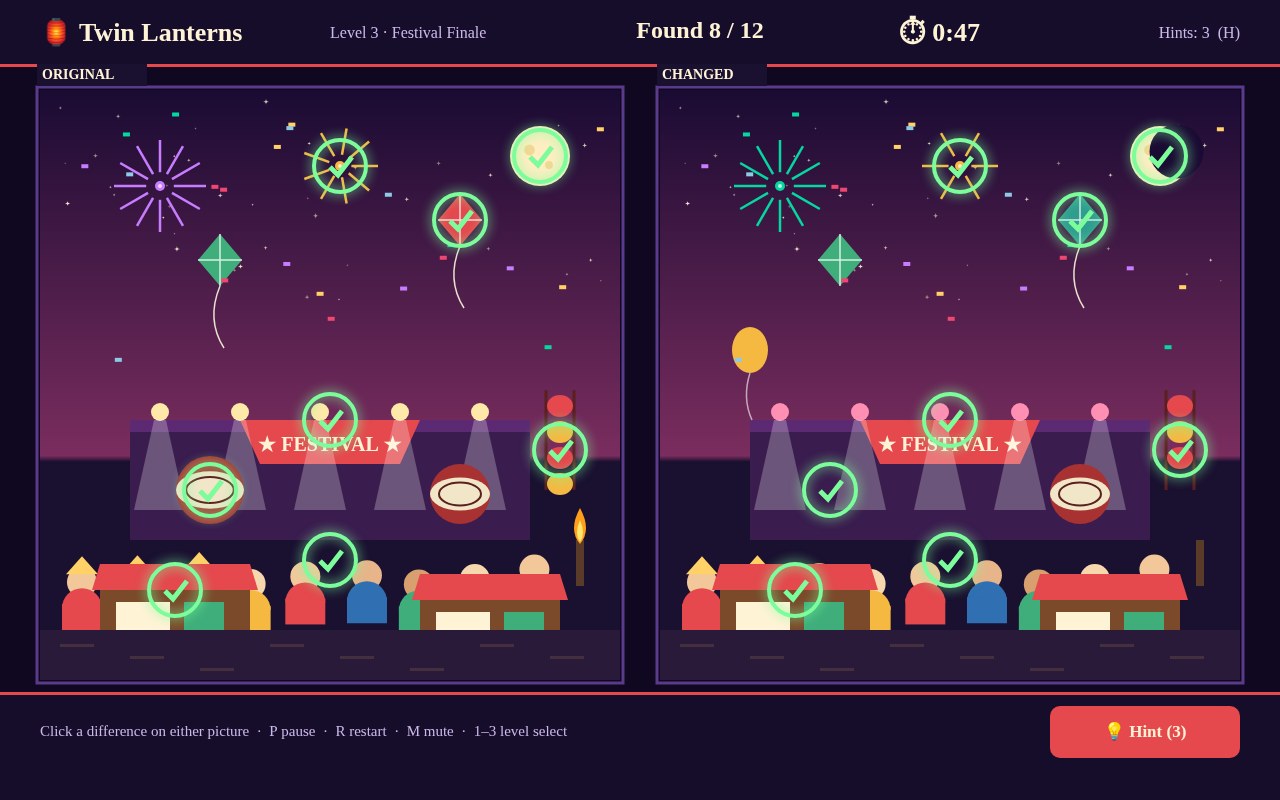 Twin Lanterns
Level 3 · Festival Finale
Found 8 / 12
⏱ 0:47
Hints: 3 (H)
ORIGINAL
CHANGED
★ FESTIVAL ★
★ FESTIVAL ★
Click a difference on either picture · P pause · R restart · M mute · 1–3 level select
💡 Hint (3)